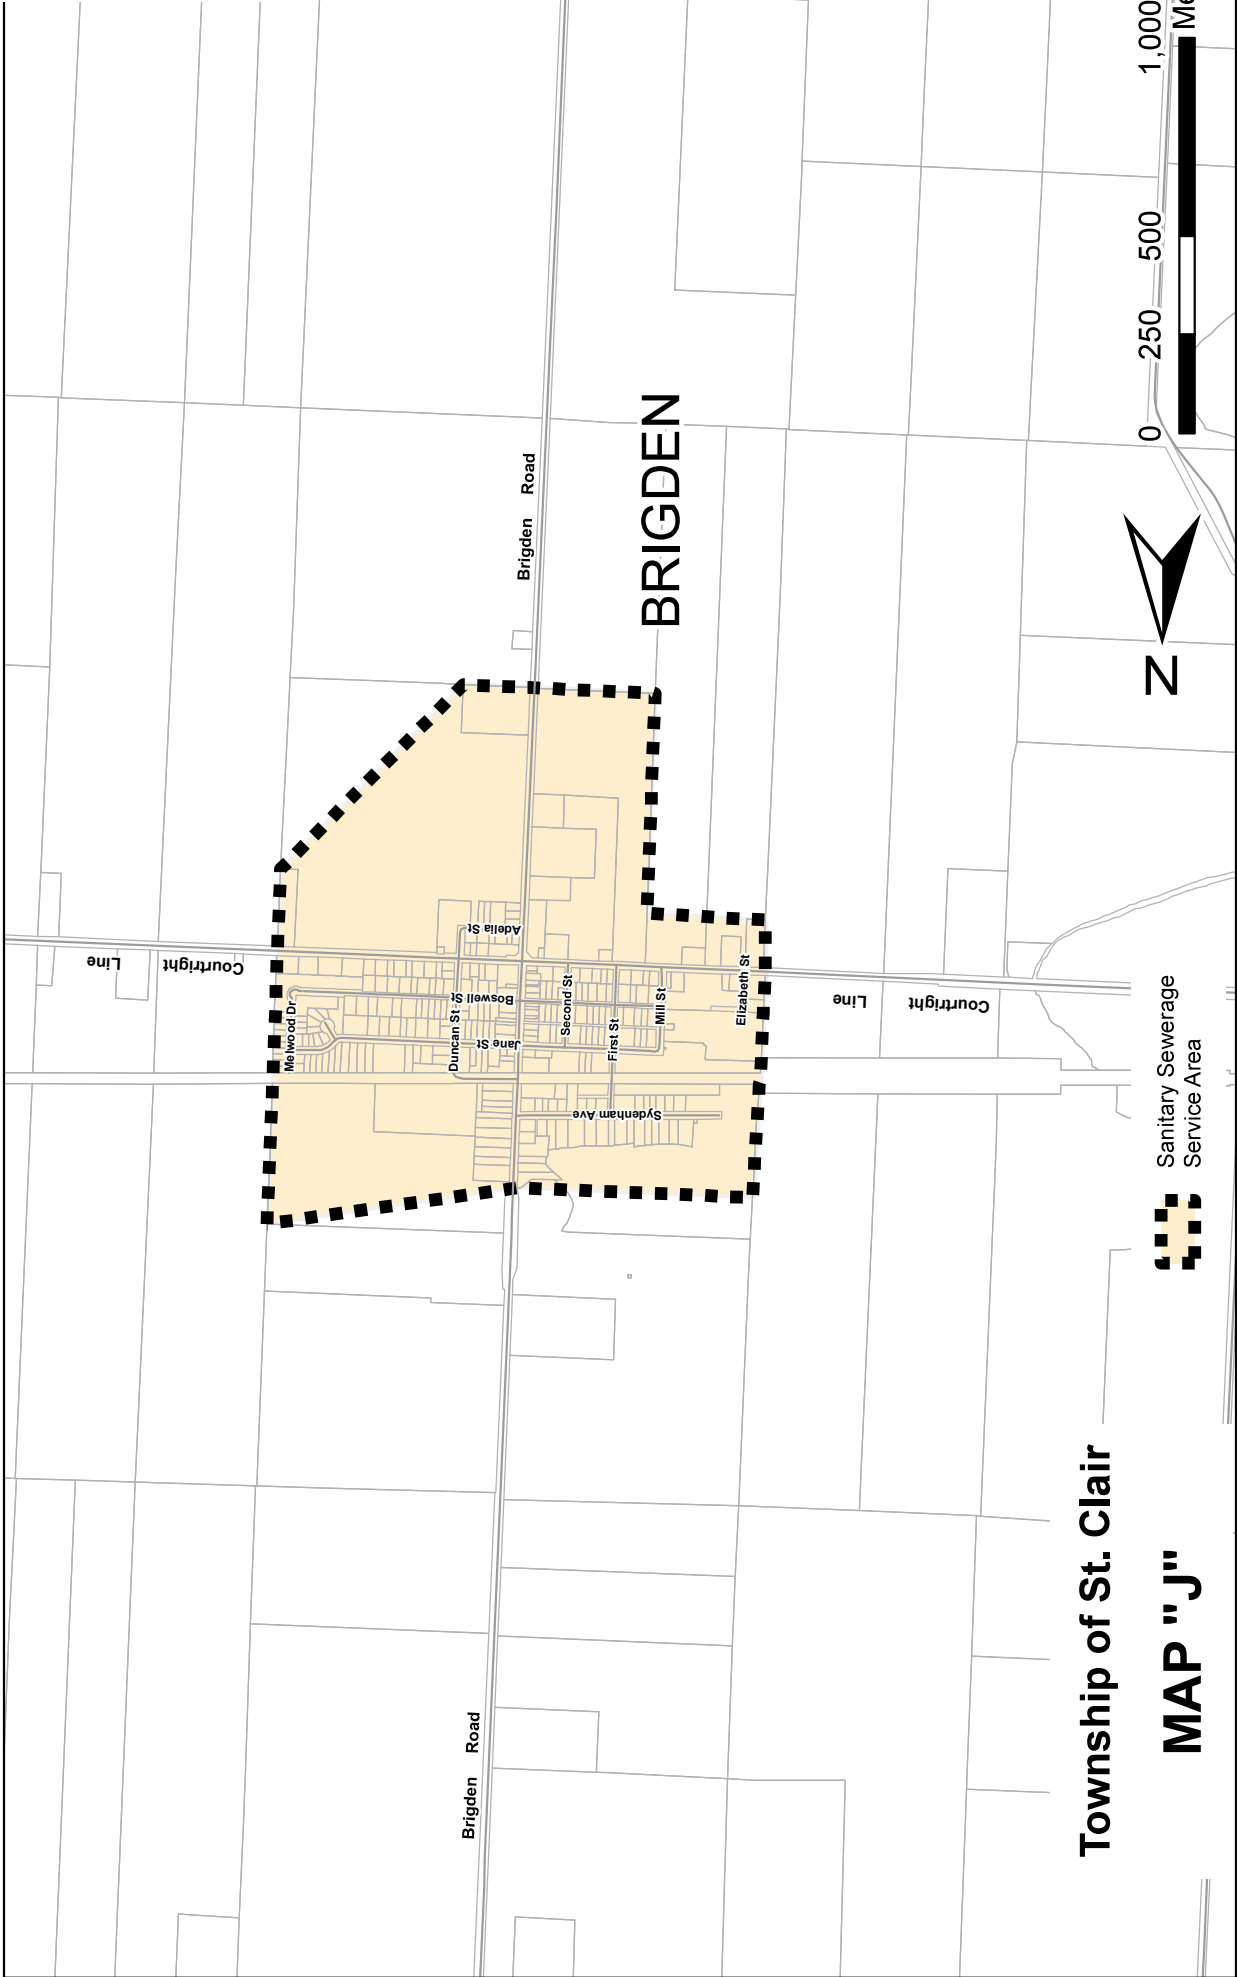 BRIGDEN
Brigden Road
Brigden Road
Courtright Line
Courtright Line
Adelia St
Boswell St
Melwood Dr
Duncan St
Jane St
Second St
First St
Mill St
Elizabeth St
Sydenham Ave
N
0 250 500 1,000
Sanitary Sewerage
Service Area
Township of St. Clair
MAP "J"